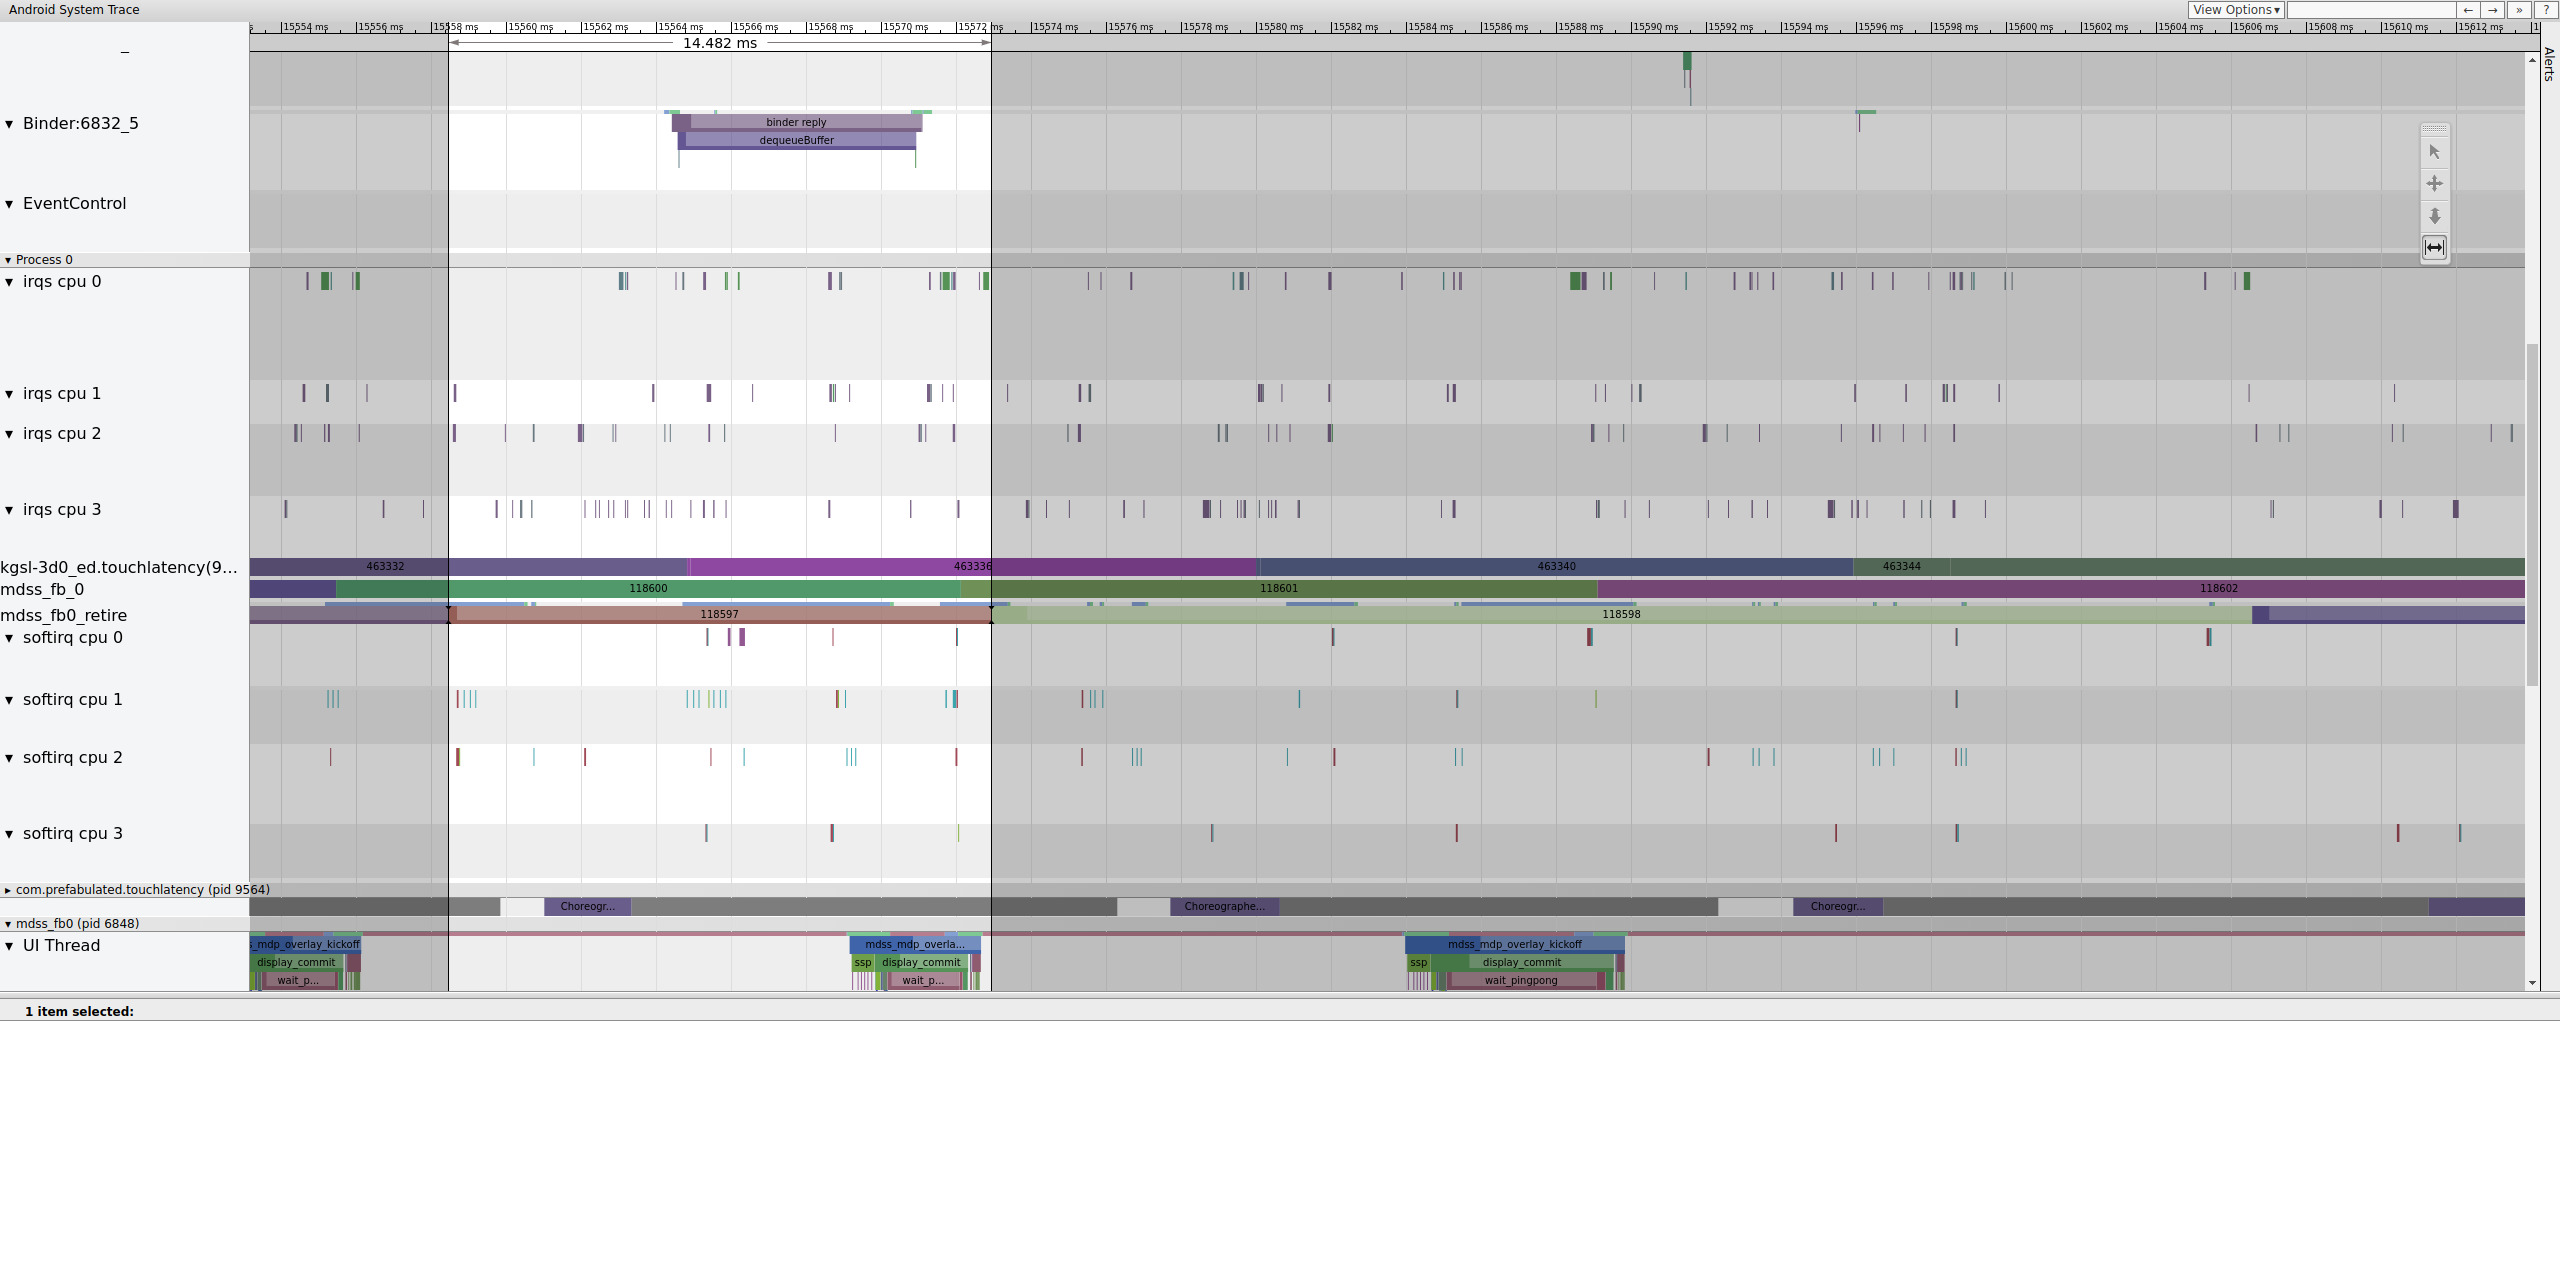 Android System Trace
View Options▾ ← → » ?
15554 ms 15556 ms 15558 ms 15560 ms 15562 ms 15564 ms 15566 ms 15568 ms 15570 ms 15572 ms 15574 ms 15576 ms 15578 ms 15580 ms 15582 ms 15584 ms 15586 ms 15588 ms 15590 ms 15592 ms 15594 ms 15596 ms 15598 ms 15600 ms 15602 ms 15604 ms 15606 ms 15608 ms 15610 ms 15612 ms
14.482 ms
Alerts
Binder:6832_5
binder reply
dequeueBuffer
EventControl
Process 0
irqs cpu 0
irqs cpu 1
irqs cpu 2
irqs cpu 3
kgsl-3d0_ed.touchlatency(9... 463332 463336 463340 463344
mdss_fb_0 118600 118601 118602
mdss_fb0_retire 118597 118598
softirq cpu 0
softirq cpu 1
softirq cpu 2
softirq cpu 3
com.prefabulated.touchlatency (pid 9564)
Choreogr... Choreographe... Choreogr...
mdss_fb0 (pid 6848)
UI Thread
s_mdp_overlay_kickoff mdss_mdp_overla... mdss_mdp_overlay_kickoff
display_commit ssp display_commit ssp display_commit
wait_p... wait_p... wait_pingpong
1 item selected: